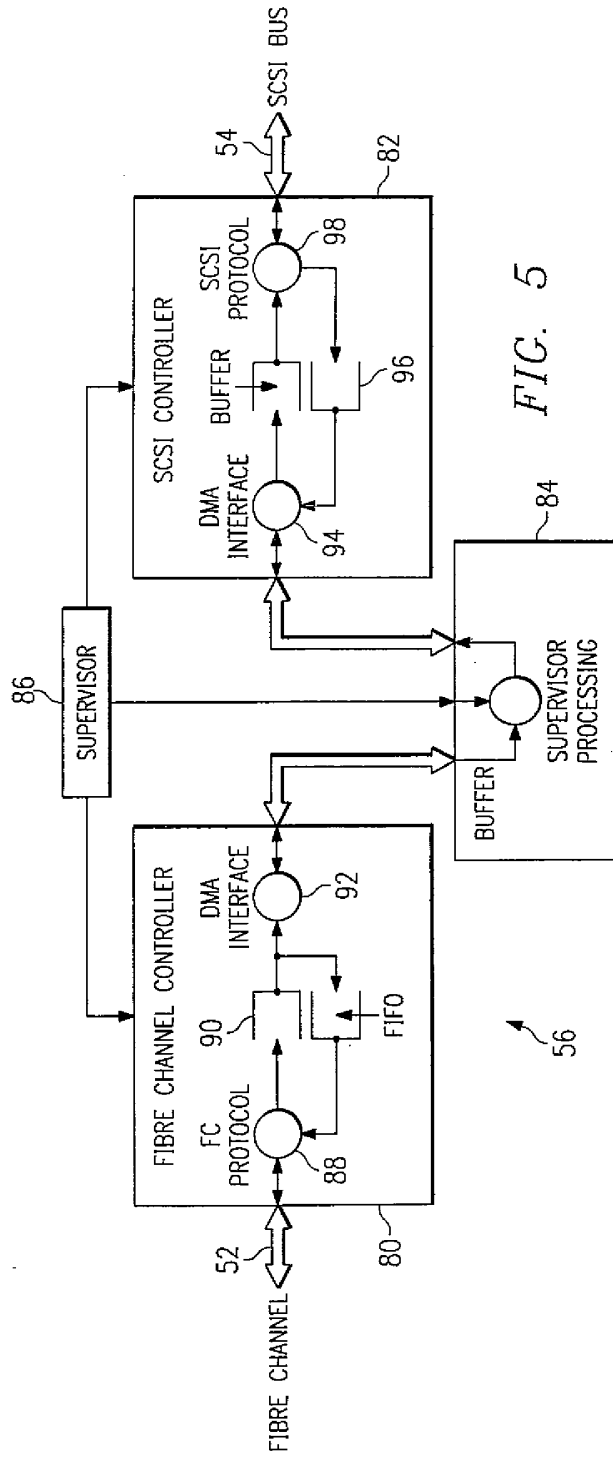 86
SUPERVISOR
FIBRE CHANNEL CONTROLLER
SCSI CONTROLLER
FIBRE CHANNEL
52
FC
PROTOCOL
88
90
FIFO
DMA
INTERFACE
92
80
DMA
INTERFACE
94
BUFFER
96
SCSI
PROTOCOL
98
54
SCSI BUS
82
BUFFER
SUPERVISOR
PROCESSING
84
56
FIG. 5